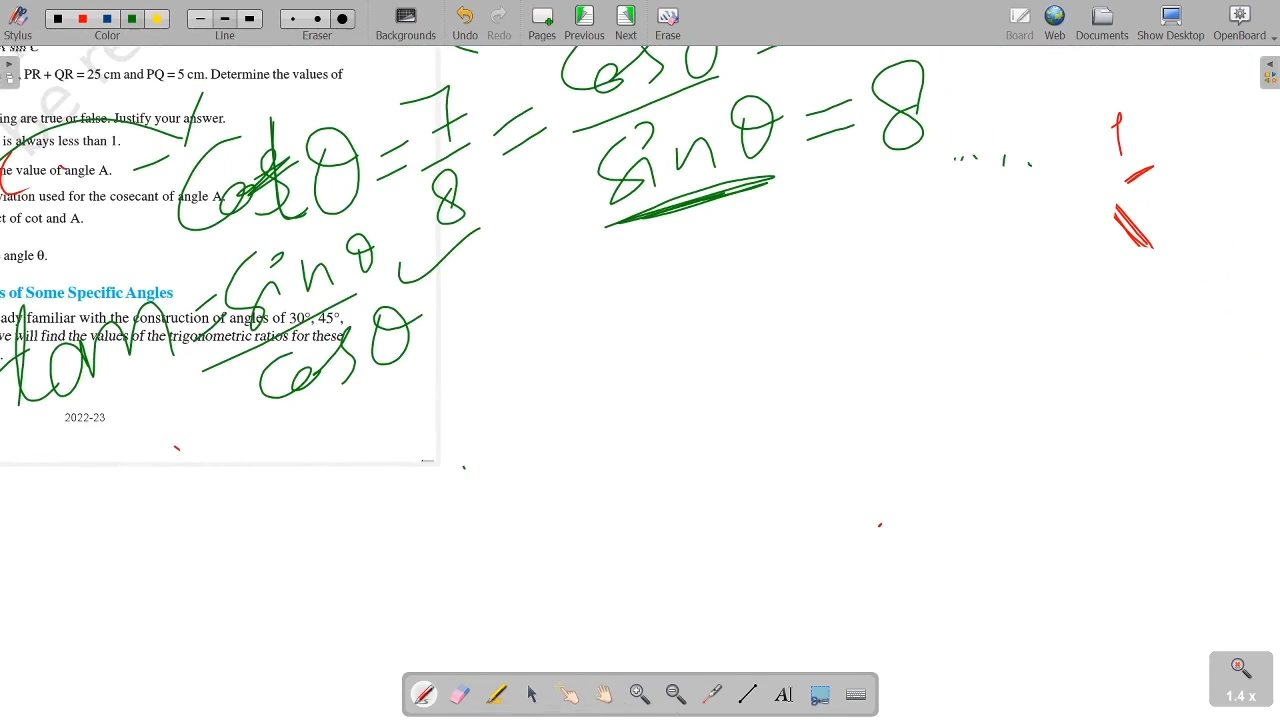 Stylus Color Line Eraser Backgrounds Undo Redo Pages Previous Next Erase Board Web Documents Show Desktop OpenBoard
A sin C
, PR + QR = 25 cm and PQ = 5 cm. Determine the values of
ing are true or false. Justify your answer.
is always less than 1.
ne value of angle A.
viation used for the cosecant of angle A.
ct of cot and A.
e angle θ.
s of Some Specific Angles
ady familiar with the construction of angles of 30°, 45°,
we will find the values of the trigonometric ratios for these
2022-23
cot θ = 7/8 = cos θ / sin θ = 8 .....
tan = sin θ / cos θ
1.4 x